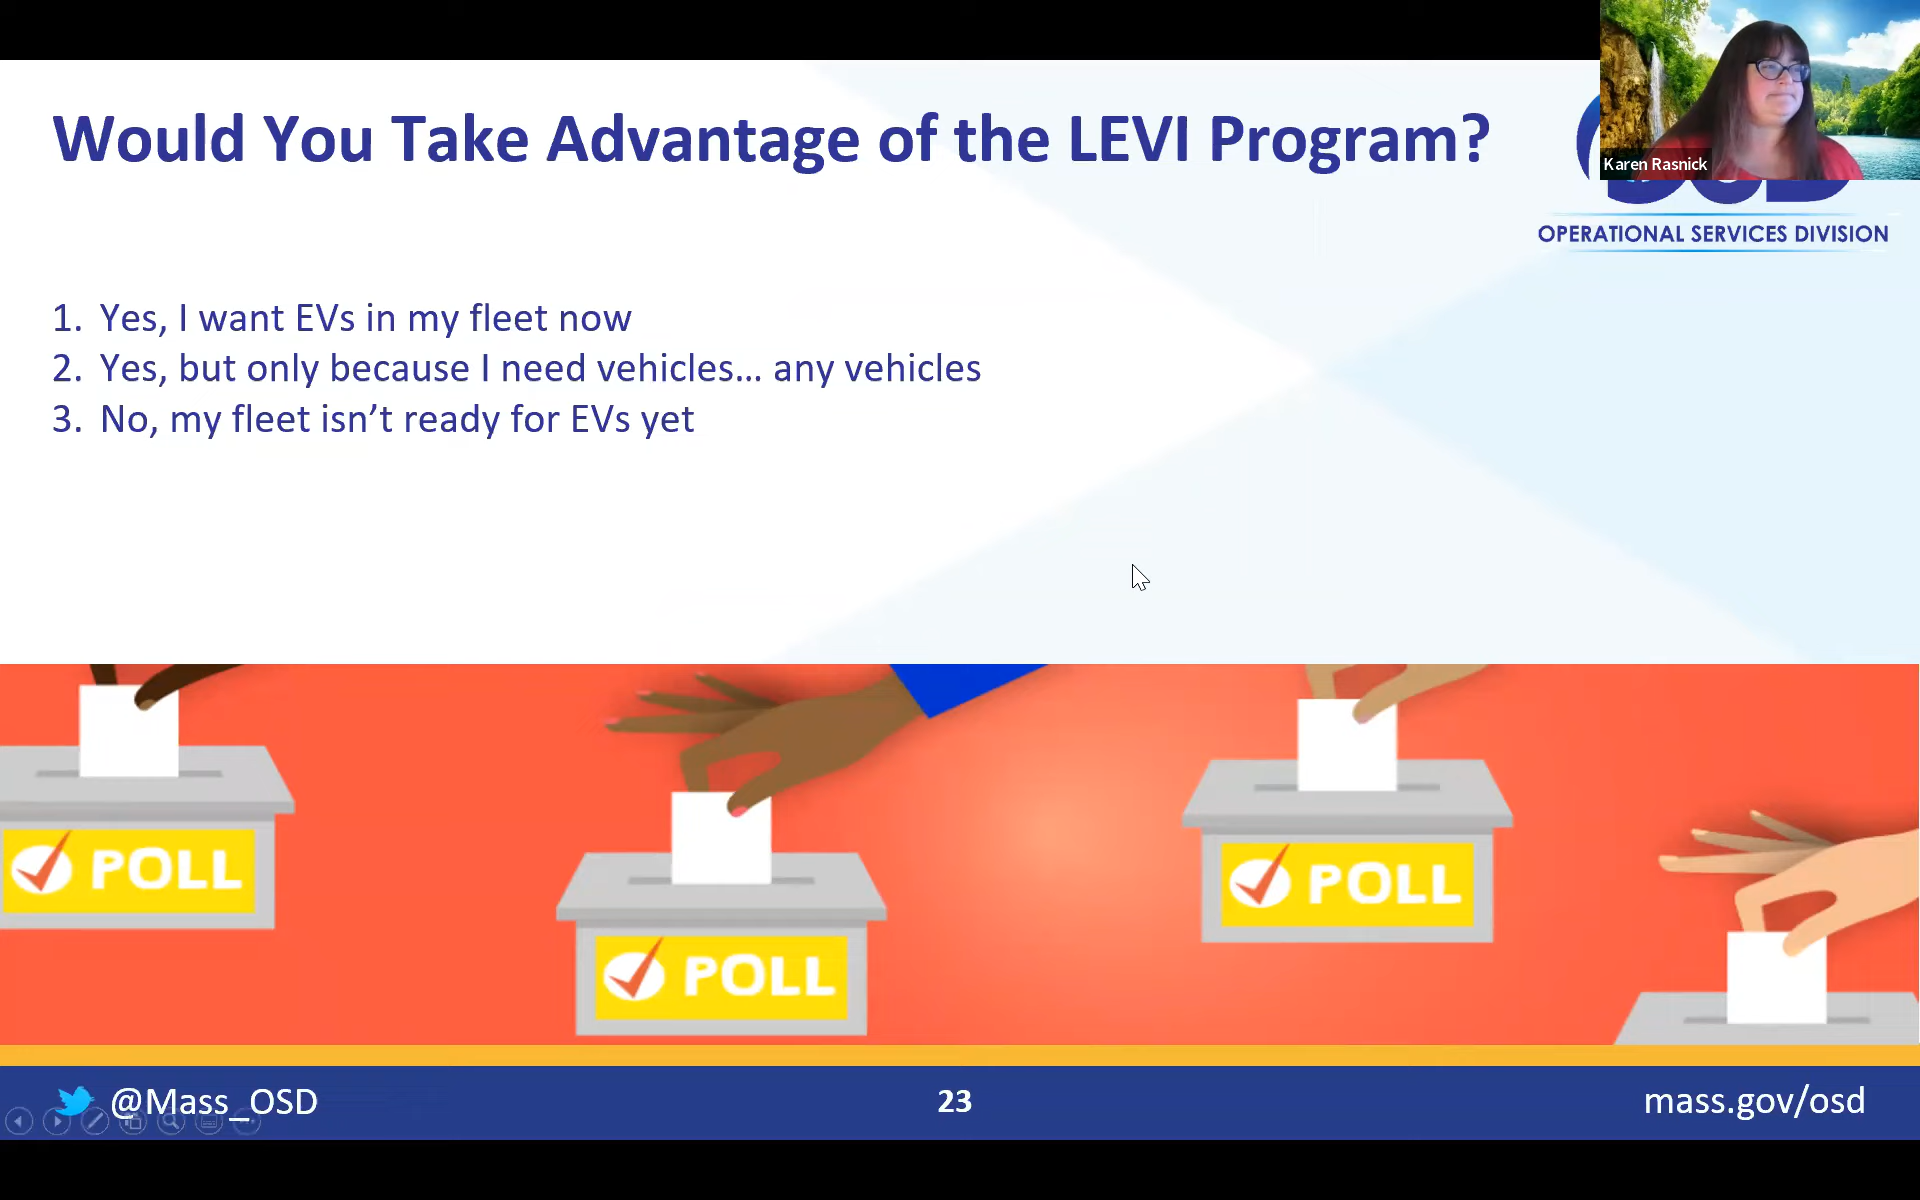 Would You Take Advantage of the LEVI Program?
Karen Rasnick
OPERATIONAL SERVICES DIVISION
1. Yes, I want EVs in my fleet now
2. Yes, but only because I need vehicles... any vehicles
3. No, my fleet isn't ready for EVs yet
POLL
POLL
POLL
@Mass_OSD
23
mass.gov/osd